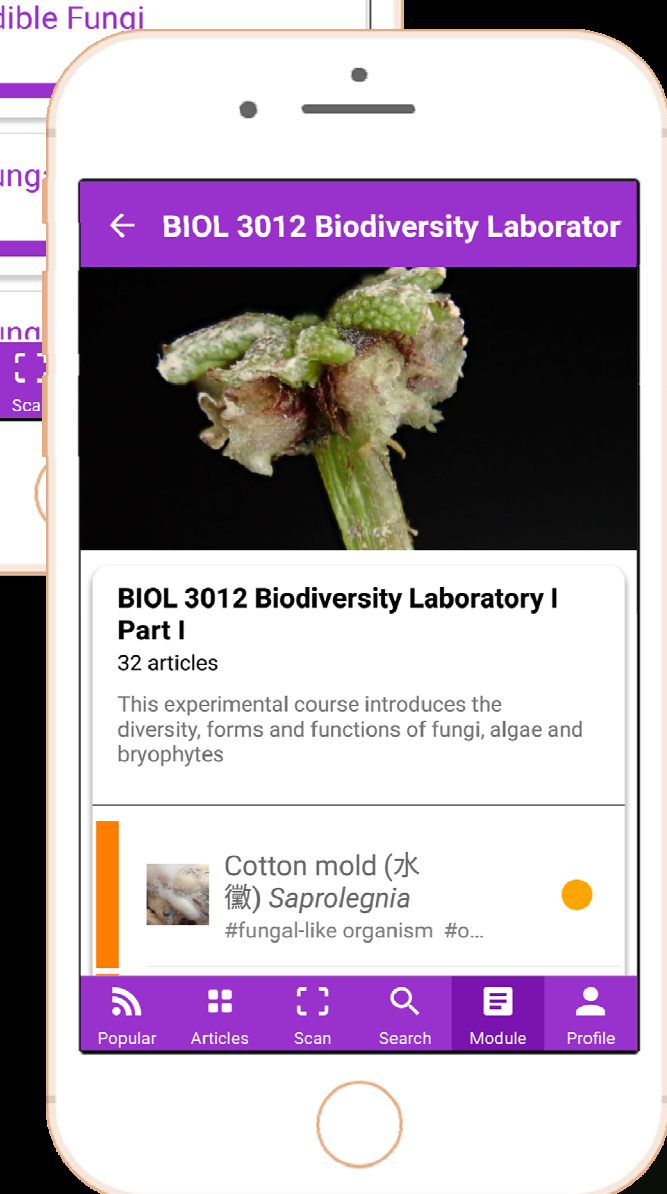 dible Fungi
ung
ung
Sca
BIOL 3012 Biodiversity Laborator
BIOL 3012 Biodiversity Laboratory I
Part I
32 articles
This experimental course introduces the
diversity, forms and functions of fungi, algae and
bryophytes
Cotton mold (水
黴) Saprolegnia
#fungal-like organism #o...
Popular Articles Scan Search Module Profile